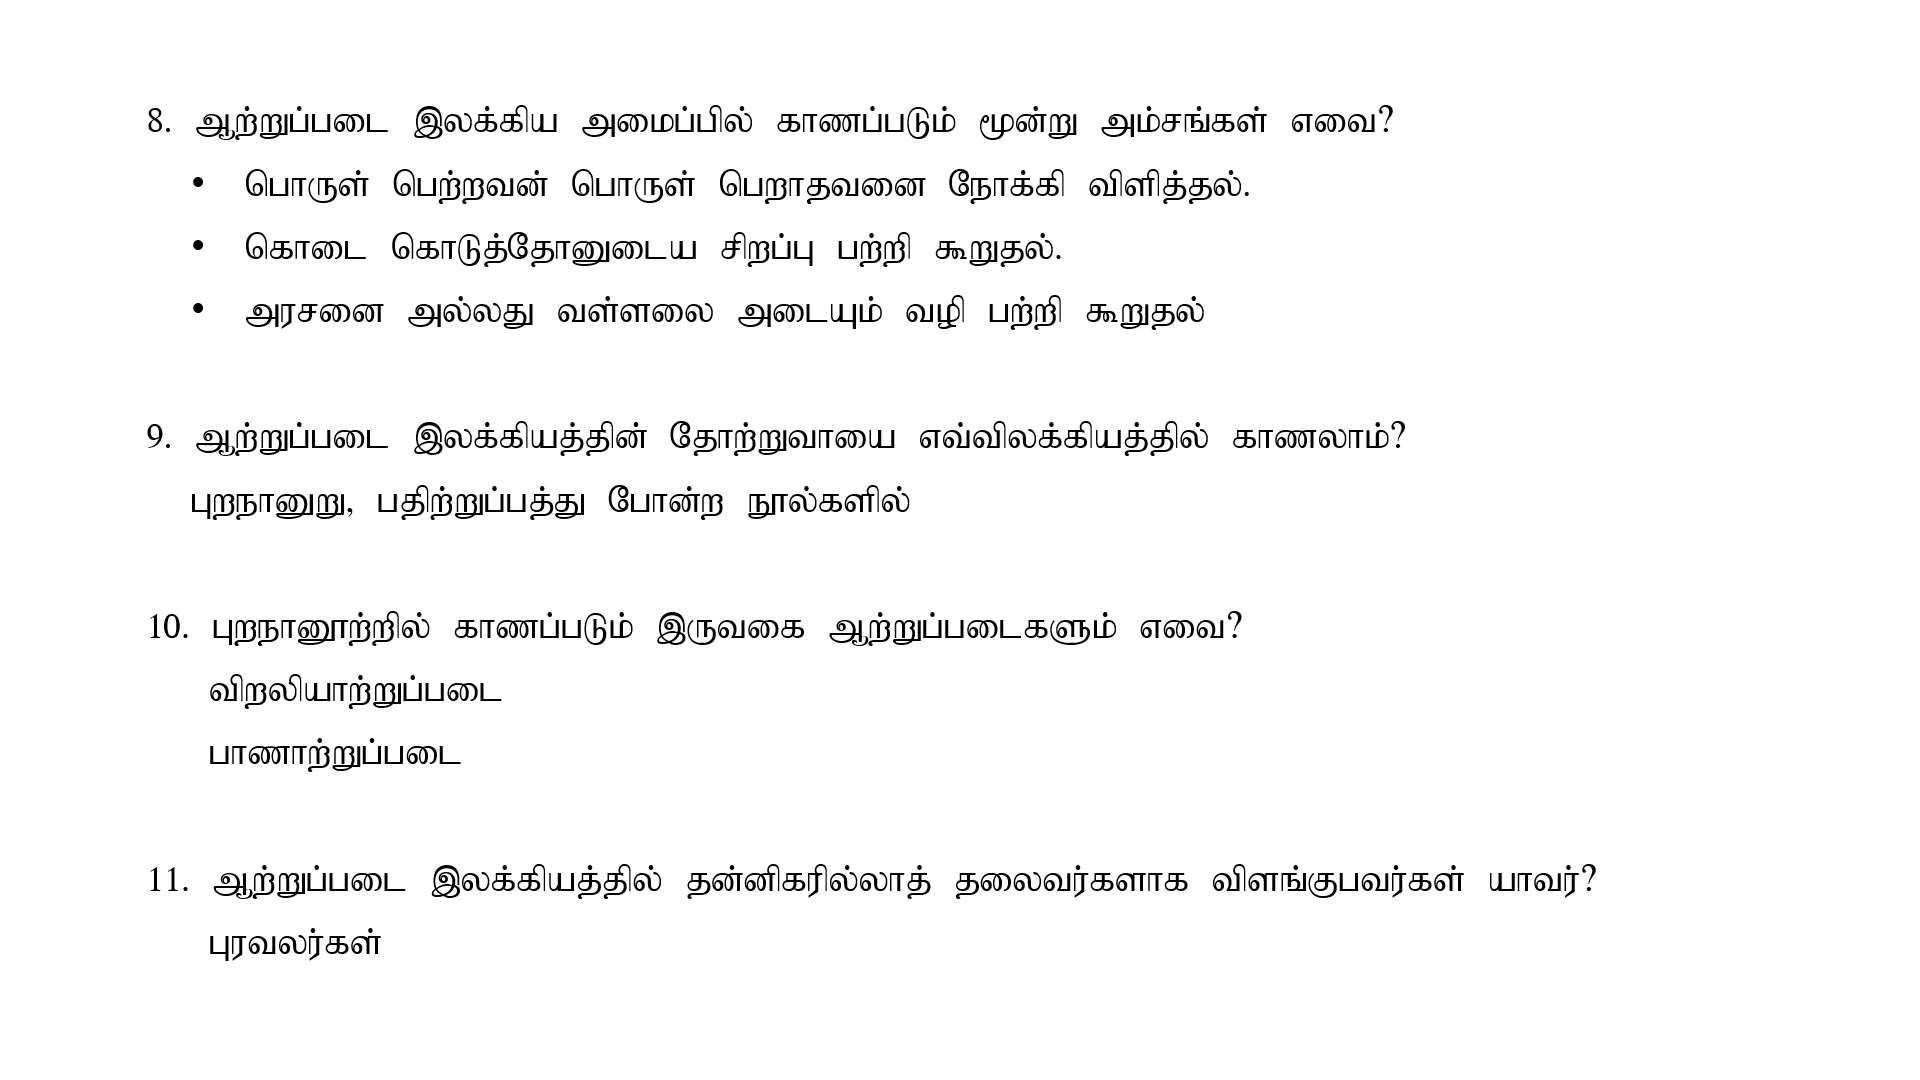 8. ஆற்றுப்படை இலக்கிய அமைப்பில் காணப்படும் மூன்று அம்சங்கள் எவை?
• பொருள் பெற்றவன் பொருள் பெறாதவனை நோக்கி விளித்தல்.
• கொடை கொடுத்தோனுடைய சிறப்பு பற்றி கூறுதல்.
• அரசனை அல்லது வள்ளலை அடையும் வழி பற்றி கூறுதல்
9. ஆற்றுப்படை இலக்கியத்தின் தோற்றுவாயை எவ்விலக்கியத்தில் காணலாம்?
புறநானுறு, பதிற்றுப்பத்து போன்ற நூல்களில்
10. புறநானூற்றில் காணப்படும் இருவகை ஆற்றுப்படைகளும் எவை?
விறலியாற்றுப்படை
பாணாற்றுப்படை
11. ஆற்றுப்படை இலக்கியத்தில் தன்னிகரில்லாத் தலைவர்களாக விளங்குபவர்கள் யாவர்?
புரவலர்கள்